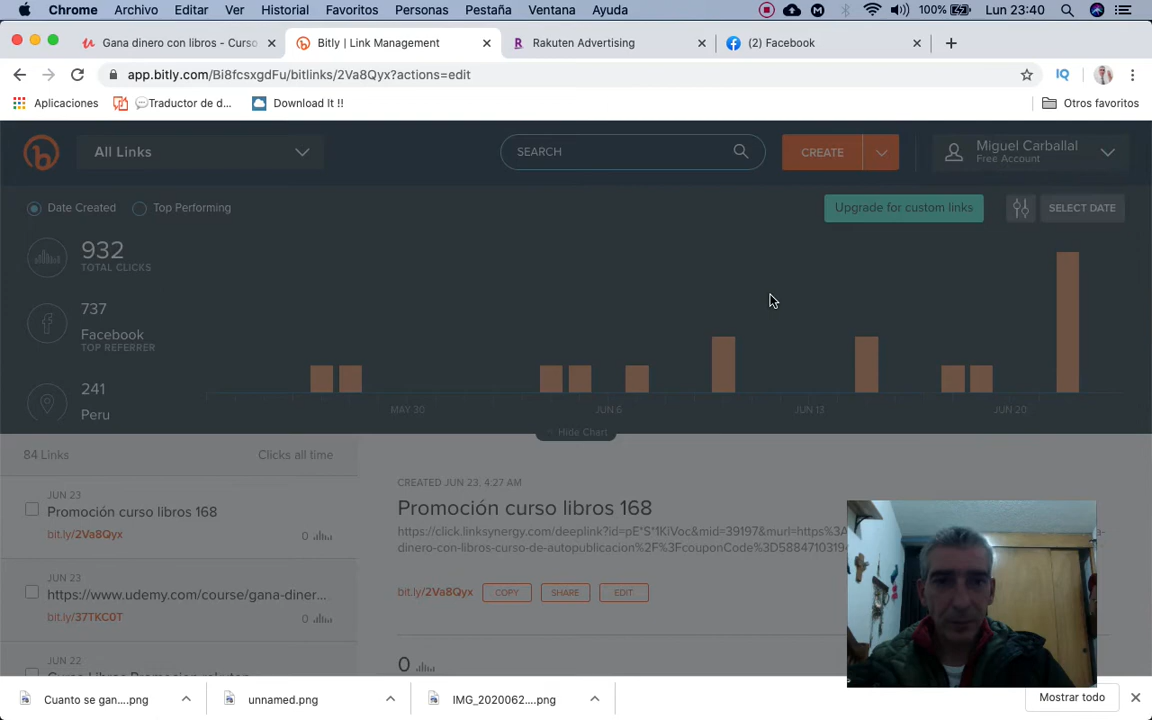 Chrome Archivo Editar Ver Historial Favoritos Personas Pestaña Ventana Ayuda 100% Lun 23:40
Gana dinero con libros - Curso Bitly | Link Management Rakuten Advertising (2) Facebook
app.bitly.com/Bi8fcsxgdFu/bitlinks/2Va8Qyx?actions=edit
Aplicaciones Traductor de d... Download It !! Otros favoritos
All Links SEARCH CREATE Miguel Carballal
Free Account
Date Created Top Performing Upgrade for custom links SELECT DATE
932
TOTAL CLICKS
737
Facebook
TOP REFERRER
241
Peru
MAY 30 JUN 6 JUN 13 JUN 20
Hide Chart
84 Links Clicks all time
JUN 23
Promoción curso libros 168
bit.ly/2Va8Qyx 0
JUN 23
https://www.udemy.com/course/gana-diner...
bit.ly/37TKC0T 0
JUN 22
CREATED JUN 23, 4:27 AM
Promoción curso libros 168
https://click.linksynergy.com/deeplink?id=pE*S*1KiVoc&mid=39197&murl=https%3A
dinero-con-libros-curso-de-autopublicacion%2F%3FcouponCode%3D5884710319
bit.ly/2Va8Qyx COPY SHARE EDIT
0
Cuanto se gan....png unnamed.png IMG_2020062....png Mostrar todo